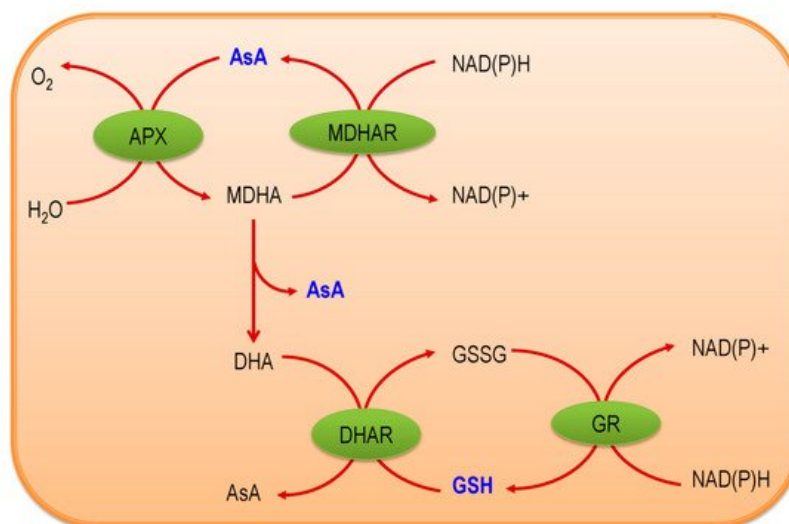 AsA
NAD(P)H
O₂
APX
MDHAR
MDHA
NAD(P)+
H₂O
AsA
DHA
GSSG
NAD(P)+
DHAR
GR
AsA
GSH
NAD(P)H